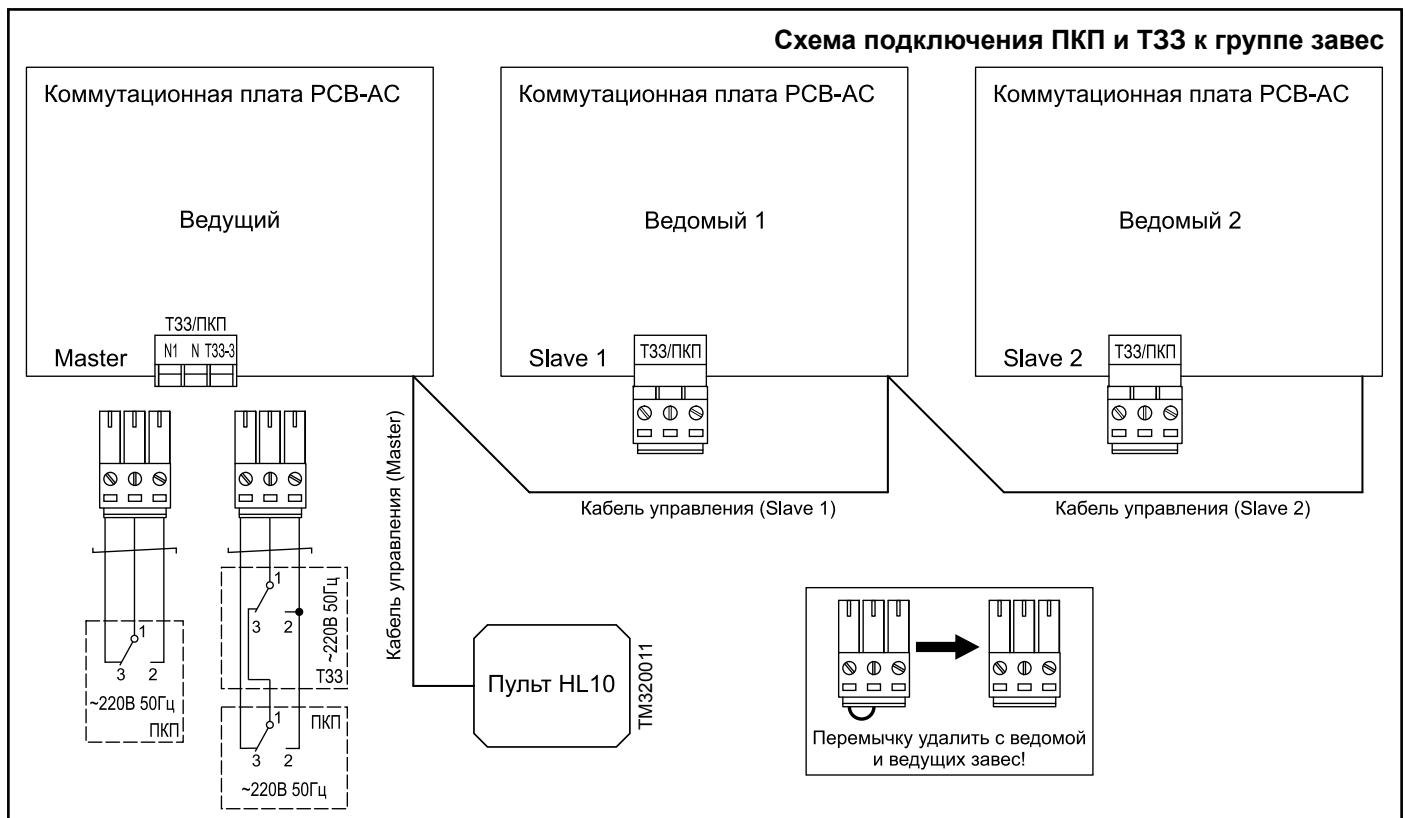 Схема подключения ПКП и ТЗЗ к группе завес
Коммутационная плата PCB-AC
Ведущий
ТЗЗ/ПКП
N1 N ТЗЗ-3
Master
Коммутационная плата PCB-AC
Ведомый 1
Slave 1
ТЗЗ/ПКП
Коммутационная плата PCB-AC
Ведомый 2
Slave 2
ТЗЗ/ПКП
Кабель управления (Master)
Кабель управления (Slave 1)
Кабель управления (Slave 2)
1
3 2
~220В 50Гц
ПКП
1
3 2
~220В 50Гц
ТЗЗ
1
ПКП
3 2
~220В 50Гц
Пульт HL10
TM320011
Перемычку удалить с ведомой
и ведущих завес!